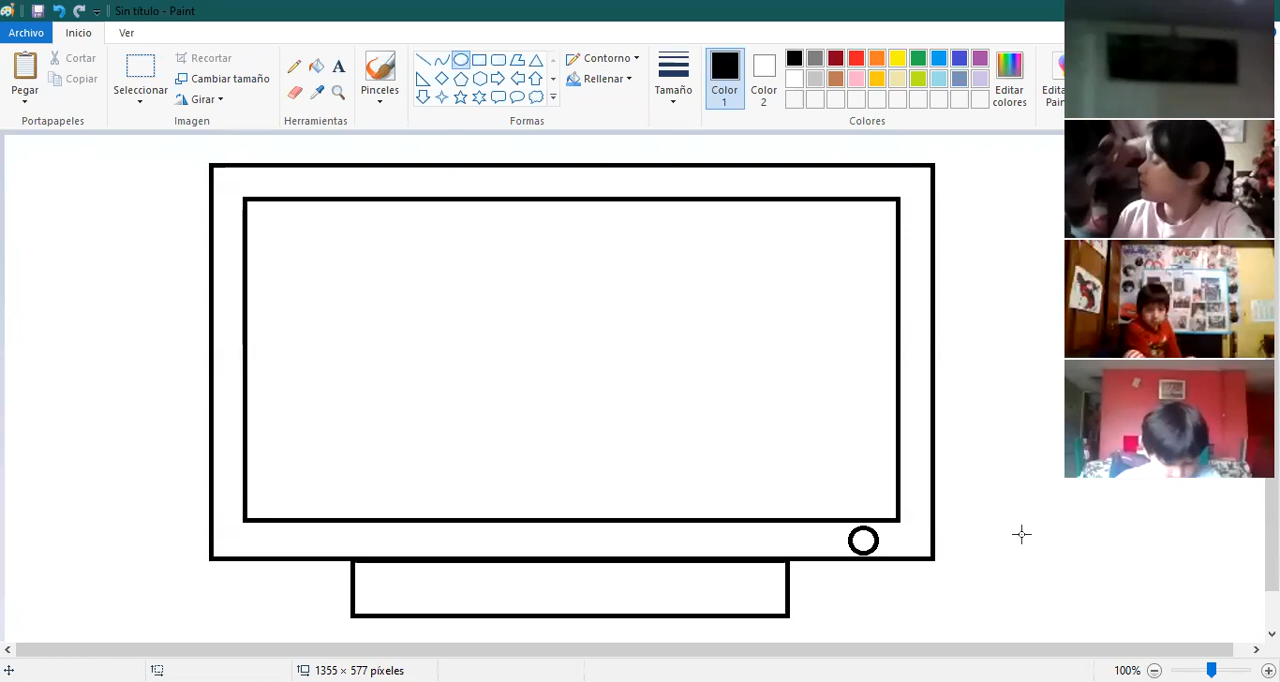 Sin título - Paint
Archivo Inicio Ver
Pegar
Cortar
Copiar
Portapapeles
Seleccionar
Recortar
Cambiar tamaño
Girar
Imagen
A
Herramientas
Pinceles
Contorno
Rellenar
Formas
Tamaño
Color 1
Color 2
Editar colores
Colores
1355 × 577 píxeles
100%